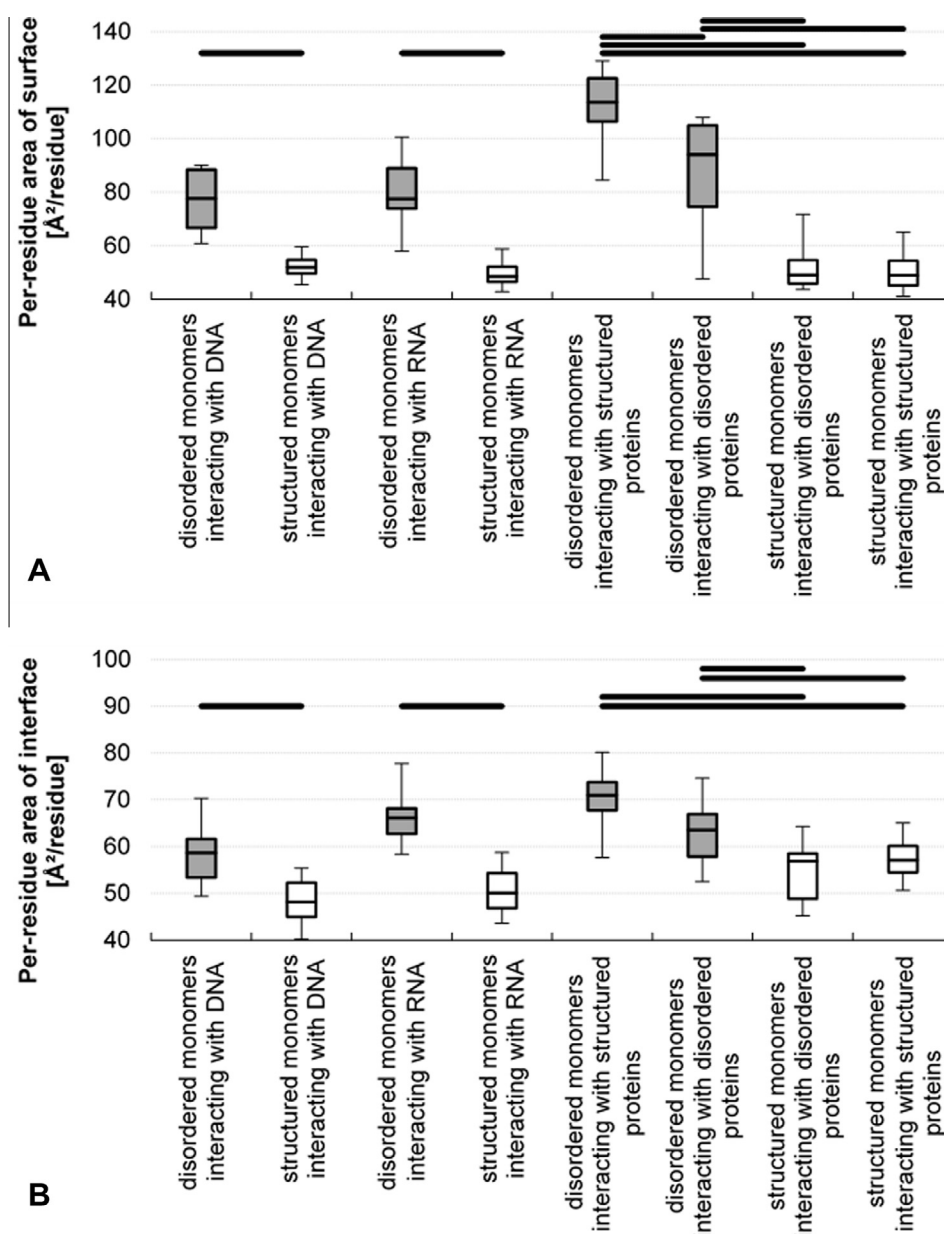 Per-residue area of surface
[Å²/residue]
140
120
100
80
60
40
disordered monomers
interacting with DNA
structured monomers
interacting with DNA
disordered monomers
interacting with RNA
structured monomers
interacting with RNA
disordered monomers
interacting with structured
proteins
disordered monomers
interacting with disordered
proteins
structured monomers
interacting with disordered
proteins
structured monomers
interacting with structured
proteins
A
Per-residue area of interface
[Å²/residue]
100
90
80
70
60
50
40
disordered monomers
interacting with DNA
structured monomers
interacting with DNA
disordered monomers
interacting with RNA
structured monomers
interacting with RNA
disordered monomers
interacting with structured
proteins
disordered monomers
nteracting with disordered
proteins
structured monomers
nteracting with disordered
proteins
structured monomers
interacting with structured
proteins
B